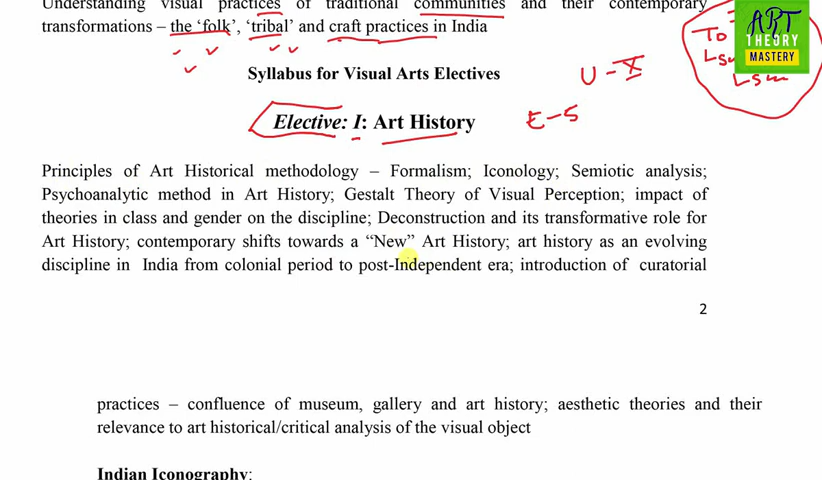 Understanding visual practices of traditional communities and their contemporary
transformations – the 'folk', 'tribal' and craft practices in India
Syllabus for Visual Arts Electives
U - X
To
ART
THEORY
MASTERY
Elective: I: Art History
E-5
Principles of Art Historical methodology – Formalism; Iconology; Semiotic analysis;
Psychoanalytic method in Art History; Gestalt Theory of Visual Perception; impact of
theories in class and gender on the discipline; Deconstruction and its transformative role for
Art History; contemporary shifts towards a "New" Art History; art history as an evolving
discipline in India from colonial period to post-Independent era; introduction of curatorial
2
practices – confluence of museum, gallery and art history; aesthetic theories and their
relevance to art historical/critical analysis of the visual object
Indian Iconography: